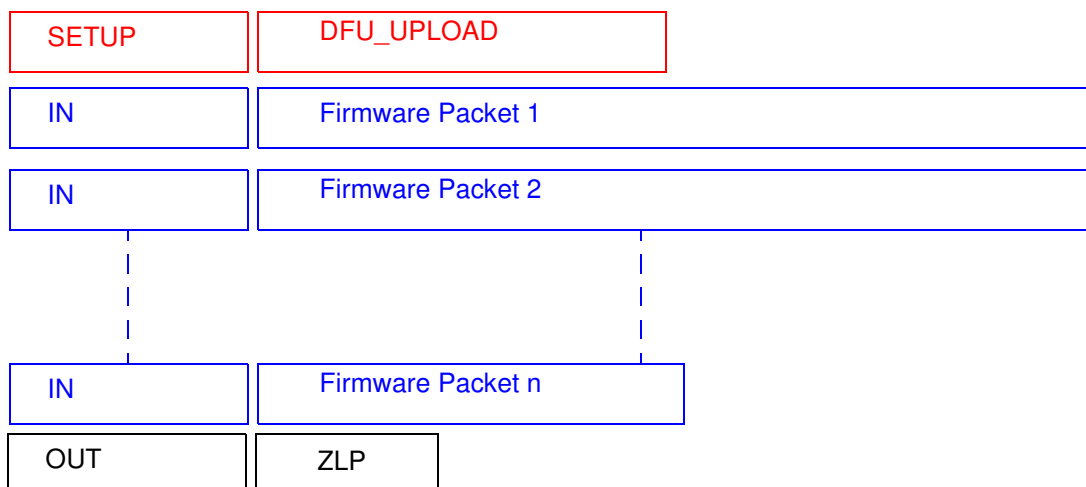 SETUP DFU_UPLOAD
IN Firmware Packet 1
IN Firmware Packet 2
IN Firmware Packet n
OUT ZLP